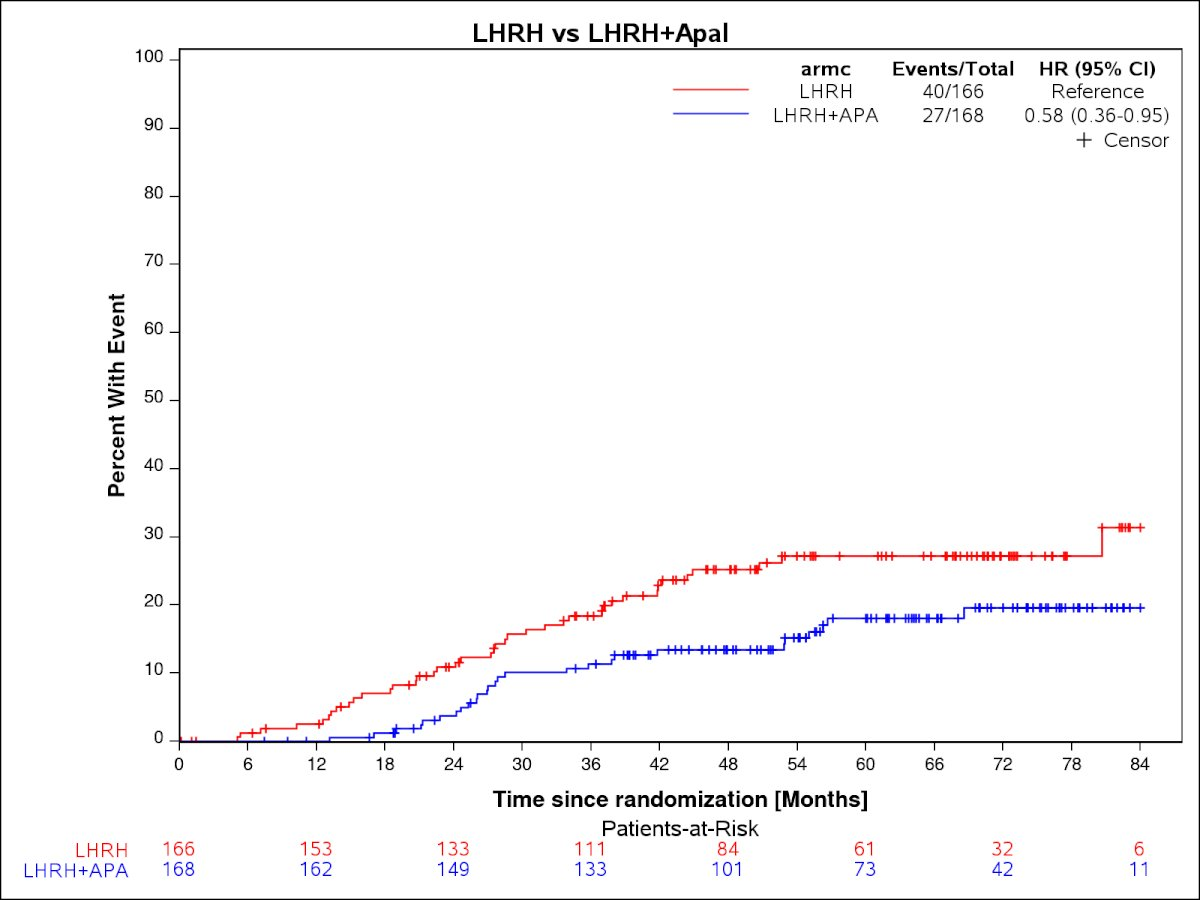 LHRH vs LHRH+Apal
armc Events/Total HR (95% CI)
LHRH 40/166 Reference
LHRH+APA 27/168 0.58 (0.36-0.95)
+ Censor
100
90
80
70
60
50
40
30
20
10
0
Percent With Event
0 6 12 18 24 30 36 42 48 54 60 66 72 78 84
Time since randomization [Months]
Patients-at-Risk
LHRH 166 153 133 111 84 61 32 6
LHRH+APA 168 162 149 133 101 73 42 11